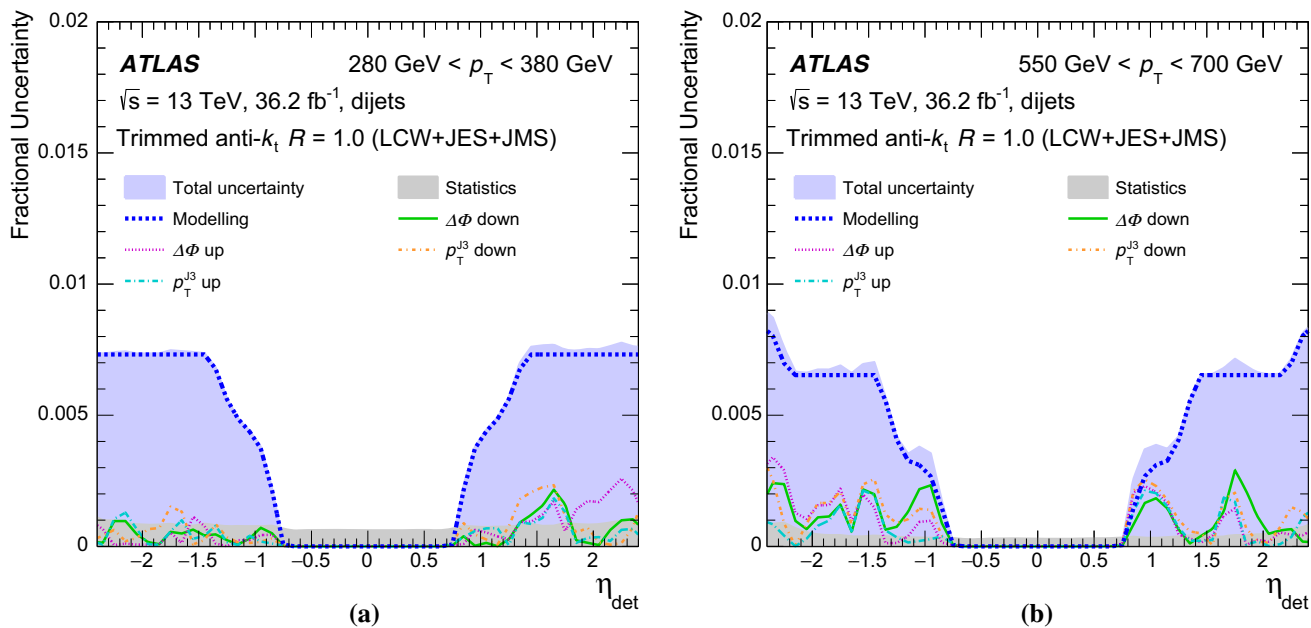 Fractional Uncertainty
0.02
0.015
0.01
0.005
0
ATLAS 280 GeV < p_T < 380 GeV
√s = 13 TeV, 36.2 fb⁻¹, dijets
Trimmed anti-k_t R = 1.0 (LCW+JES+JMS)
Total uncertainty Statistics
Modelling ΔΦ down
ΔΦ up p_T^J3 down
p_T^J3 up
−2 −1.5 −1 −0.5 0 0.5 1 1.5 2
η_det
(a)
Fractional Uncertainty
0.02
0.015
0.01
0.005
0
ATLAS 550 GeV < p_T < 700 GeV
√s = 13 TeV, 36.2 fb⁻¹, dijets
Trimmed anti-k_t R = 1.0 (LCW+JES+JMS)
Total uncertainty Statistics
Modelling ΔΦ down
ΔΦ up p_T^J3 down
p_T^J3 up
−2 −1.5 −1 −0.5 0 0.5 1 1.5 2
η_det
(b)